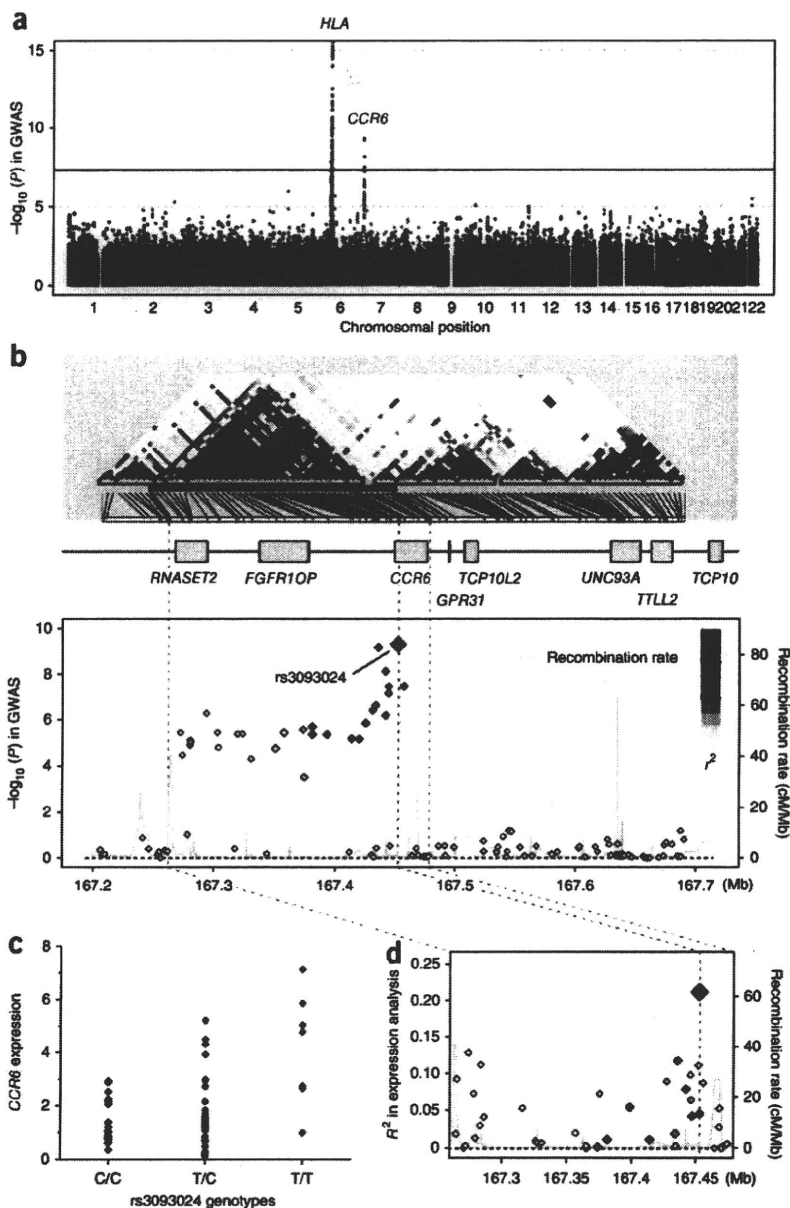 a
HLA
CCR6
–log10 (P) in GWAS
15
10
5
0
1 2 3 4 5 6 7 8 9 10 11 12 13 14 15 16 17 18 19 20 21 22
Chromosomal position
b
RNASET2
FGFR1OP
CCR6
TCP10L2
UNC93A
TCP10
GPR31
TTLL2
–log10 (P) in GWAS
10
8
6
4
2
0
rs3093024
Recombination rate
r2
80
60
40
20
0
Recombination rate (cM/Mb)
167.2 167.3 167.4 167.5 167.6 167.7 (Mb)
c
CCR6 expression
8
6
4
2
0
C/C T/C T/T
rs3093024 genotypes
d
R2 in expression analysis
0.25
0.20
0.15
0.10
0.05
0
60
40
20
0
Recombination rate (cM/Mb)
167.3 167.35 167.4 167.45 (Mb)